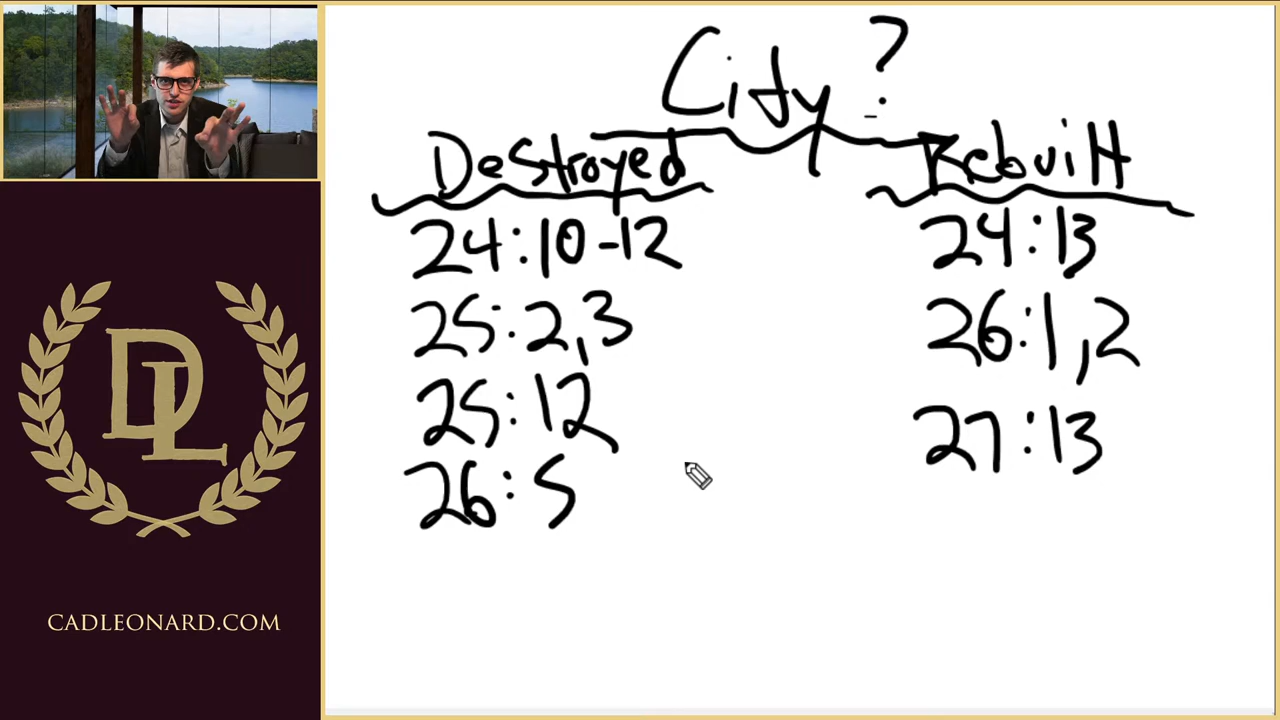 City?
Destroyed
Rebuilt
24:10-12
24:13
25:2,3
26:1,2
25:12
27:13
26:5
DL
CADLEONARD.COM